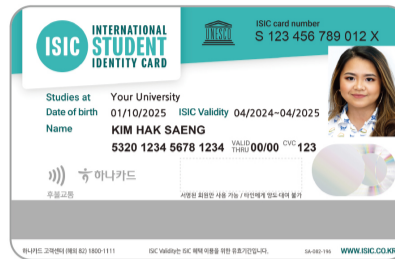 ISIC
INTERNATIONAL
STUDENT
IDENTITY CARD
UNESCO
ISIC card number
S 123 456 789 012 X
Studies at Your University
Date of birth 01/10/2025 ISIC Validity 04/2024~04/2025
Name KIM HAK SAENG
5320 1234 5678 1234 VALID THRU 00/00 CVC 123
하나카드
후불교통
서명된 회원만 사용 가능 / 타인에게 양도 대여 불가
하나카드 고객센터 (해외 82) 1800-1111 ISIC Validity는 ISIC 혜택 이용을 위한 유효기간입니다. SA-G82-196 WWW.ISIC.CO.KR